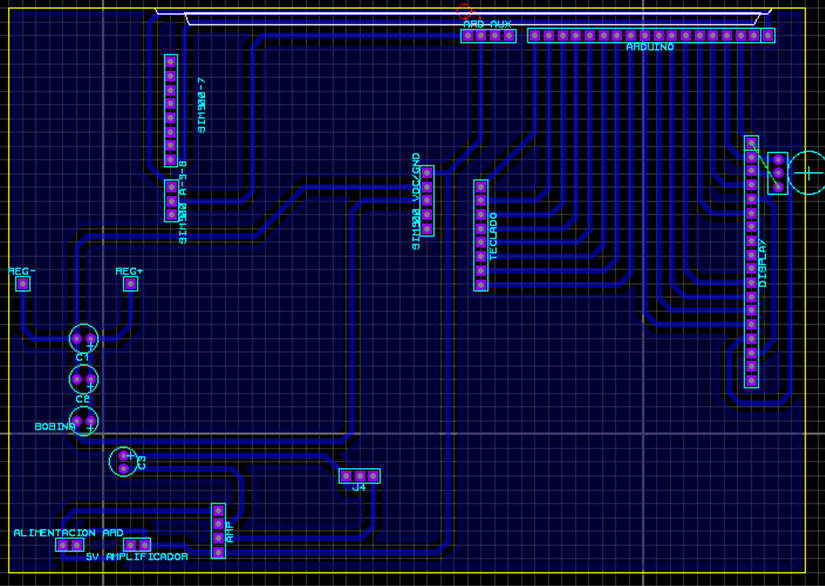 ARD AUX
ARDUINO
SIM900-7
SIM900 A-5-8
SIM900 VDC/GND
TECLADO
DISPLAY
REG-
REG+
C1
C2
BOBINA
C3
J4
ALIMENTACION ARD
AMP
5V AMPLIFICADOR